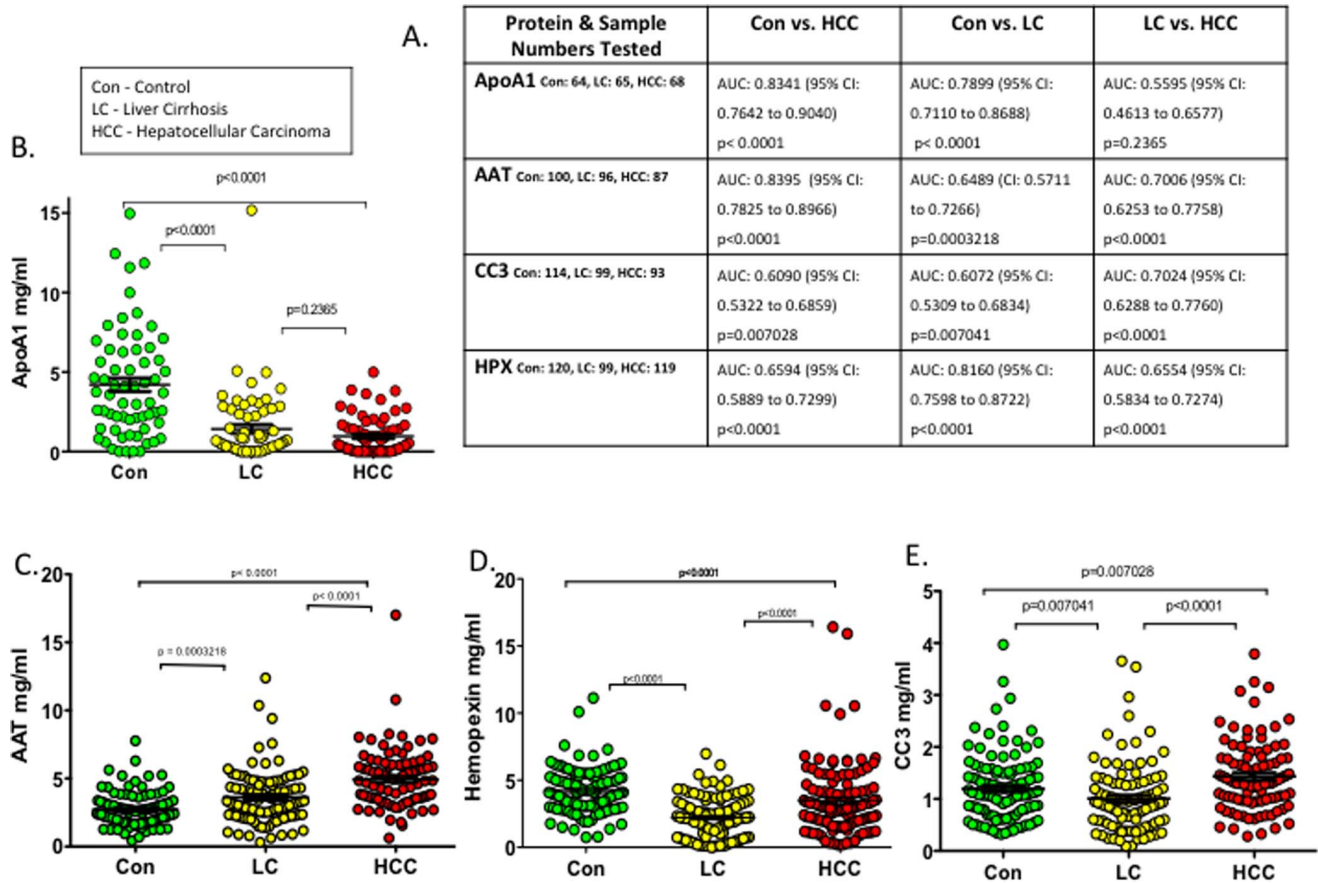 A.
Protein & Sample
Numbers Tested
Con vs. HCC
Con vs. LC
LC vs. HCC
ApoA1 Con: 64, LC: 65, HCC: 68
AUC: 0.8341 (95% CI:
0.7642 to 0.9040)
p< 0.0001
AUC: 0.7899 (95% CI:
0.7110 to 0.8688)
p< 0.0001
AUC: 0.5595 (95% CI:
0.4613 to 0.6577)
p=0.2365
AAT Con: 100, LC: 96, HCC: 87
AUC: 0.8395 (95% CI:
0.7825 to 0.8966)
p<0.0001
AUC: 0.6489 (CI: 0.5711
to 0.7266)
p=0.0003218
AUC: 0.7006 (95% CI:
0.6253 to 0.7758)
p<0.0001
CC3 Con: 114, LC: 99, HCC: 93
AUC: 0.6090 (95% CI:
0.5322 to 0.6859)
p=0.007028
AUC: 0.6072 (95% CI:
0.5309 to 0.6834)
p=0.007041
AUC: 0.7024 (95% CI:
0.6288 to 0.7760)
p<0.0001
HPX Con: 120, LC: 99, HCC: 119
AUC: 0.6594 (95% CI:
0.5889 to 0.7299)
p<0.0001
AUC: 0.8160 (95% CI:
0.7598 to 0.8722)
p<0.0001
AUC: 0.6554 (95% CI:
0.5834 to 0.7274)
p<0.0001
Con - Control
LC - Liver Cirrhosis
HCC - Hepatocellular Carcinoma
B.
p<0.0001
p<0.0001
p=0.2365
ApoA1 mg/ml
15
10
5
0
Con LC HCC
C.
p< 0.0001
p< 0.0001
p = 0.0003218
AAT mg/ml
20
15
10
5
0
Con LC HCC
D.
p<0.0001
p<0.0001
p<0.0001
Hemopexin mg/ml
20
15
10
5
0
Con LC HCC
E.
p=0.007028
p=0.007041 p<0.0001
CC3 mg/ml
5
4
3
2
1
0
Con LC HCC